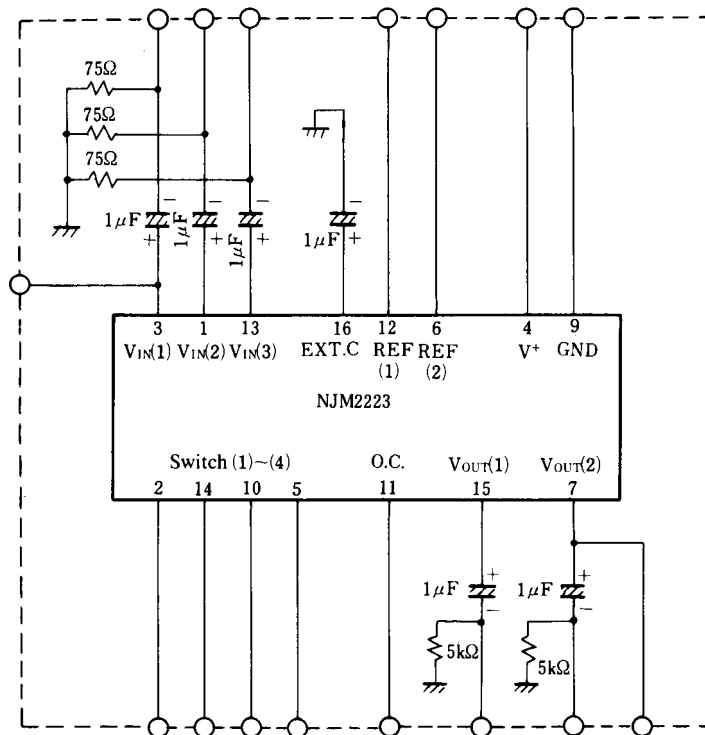 75Ω
75Ω
75Ω
1μF
−
+
1μF
−
+
1μF
−
+
1μF
−
+
3 1 13 16 12 6 4 9
VIN(1) VIN(2) VIN(3) EXT.C REF (1) REF (2) V+ GND
NJM2223
Switch (1)~(4) O.C. VOUT(1) VOUT(2)
2 14 10 5 11 15 7
1μF
+
−
1μF
+
−
5kΩ
5kΩ